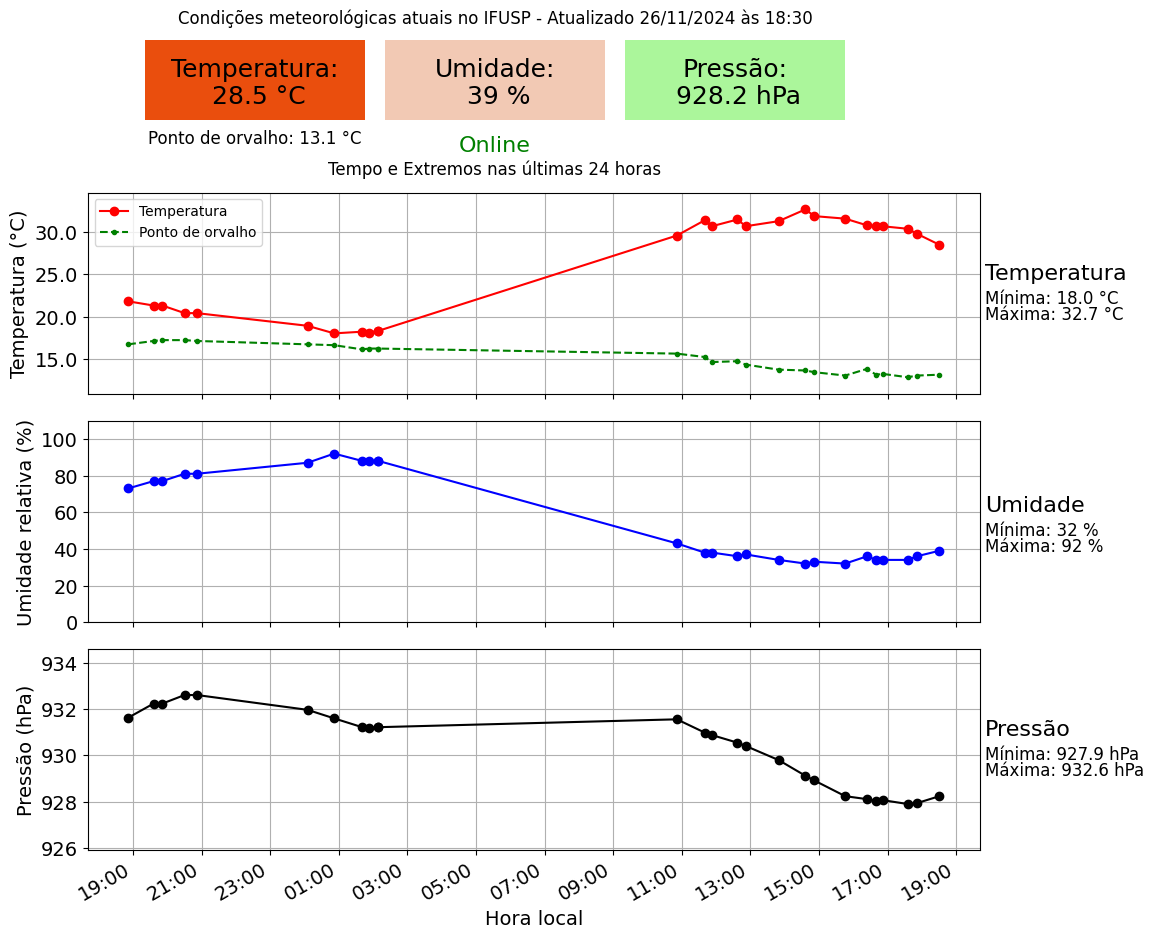 Condições meteorológicas atuais no IFUSP - Atualizado 26/11/2024 às 18:30
Temperatura:
28.5 °C
Umidade:
39 %
Pressão:
928.2 hPa
Ponto de orvalho: 13.1 °C
Online
Tempo e Extremos nas últimas 24 horas
Temperatura (°C)
30.0
25.0
20.0
15.0
Temperatura
Ponto de orvalho
Temperatura
Mínima: 18.0 °C
Máxima: 32.7 °C
Umidade relativa (%)
100
80
60
40
20
0
Umidade
Mínima: 32 %
Máxima: 92 %
Pressão (hPa)
934
932
930
928
926
Pressão
Mínima: 927.9 hPa
Máxima: 932.6 hPa
19:00
21:00
23:00
01:00
03:00
05:00
07:00
09:00
11:00
13:00
15:00
17:00
19:00
Hora local